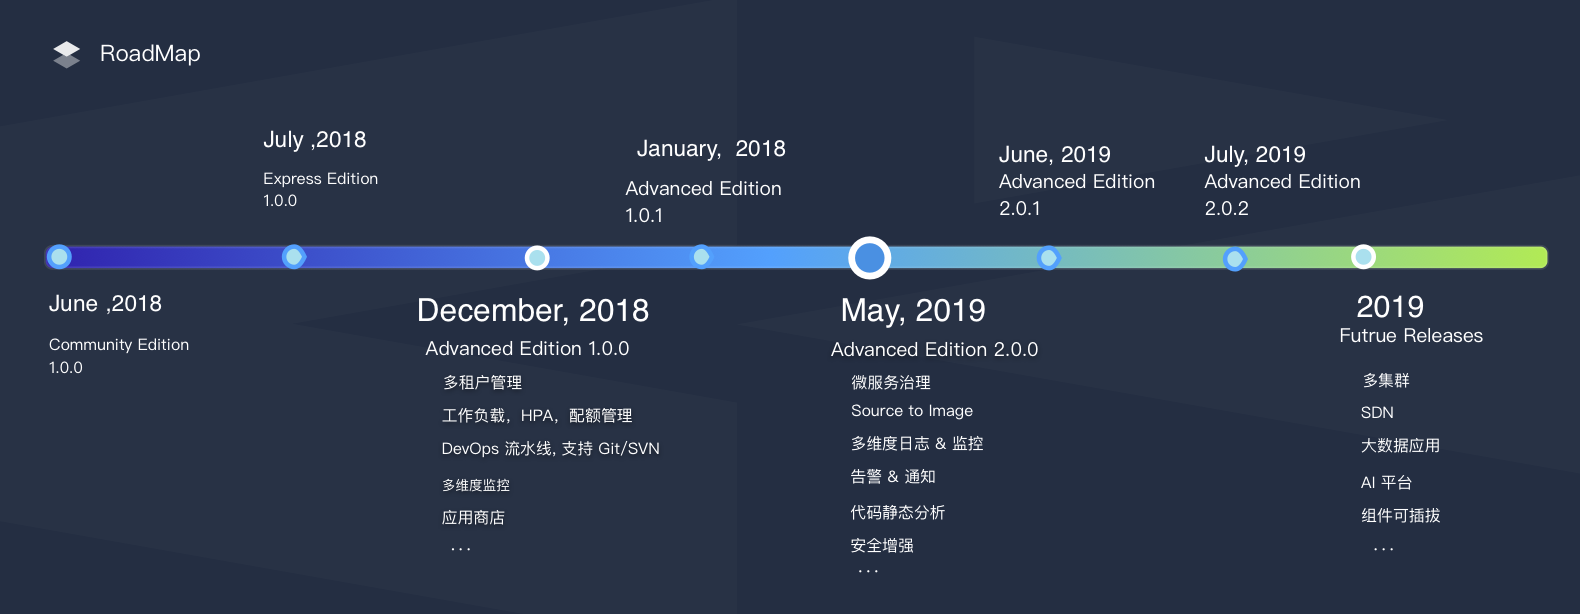 RoadMap
July ,2018
Express Edition
1.0.0
January,  2018
Advanced Edition
1.0.1
June, 2019
Advanced Edition
2.0.1
July, 2019
Advanced Edition
2.0.2
June ,2018
Community Edition
1.0.0
December, 2018
Advanced Edition 1.0.0
多租户管理
工作负载，HPA，配额管理
DevOps 流水线, 支持 Git/SVN
多维度监控
应用商店
...
May, 2019
Advanced Edition 2.0.0
微服务治理
Source to Image
多维度日志 & 监控
告警 & 通知
代码静态分析
安全增强
...
2019
Futrue Releases
多集群
SDN
大数据应用
AI 平台
组件可插拔
...